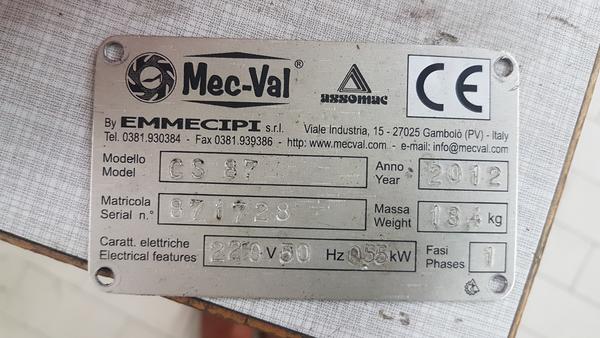 Mec-Val®
assomac
CE
By EMMECIPI s.r.l. Viale Industria, 15 - 27025 Gambolò (PV) - Italy
Tel. 0381.930384 - Fax 0381.939386 - http: www.mecval.com - e-mail: info@mecval.com
Modello
Model CS 87
Anno
Year 2012
Matricola
Serial n.° 871728
Massa
Weight 184 kg
Caratt. elettriche
Electrical features 220 V 50 Hz 0.55 kW
Fasi
Phases 1